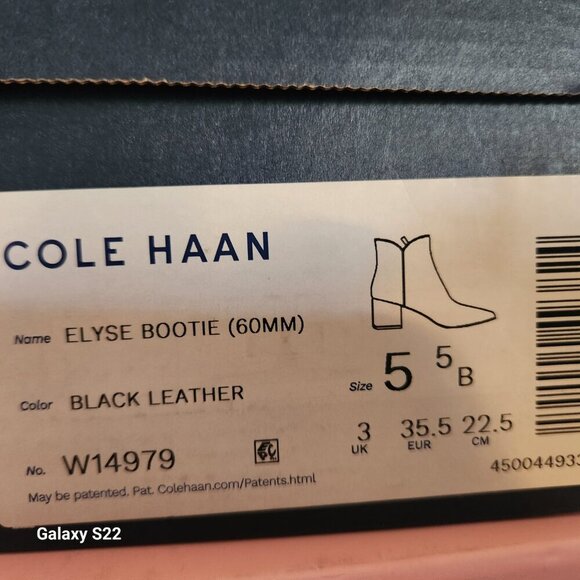 COLE HAAN
Name ELYSE BOOTIE (60MM)
Color BLACK LEATHER
Size 5 5 B
3 35.5 22.5
UK EUR CM
No. W14979
450044933
May be patented. Pat. Colehaan.com/Patents.html
Galaxy S22